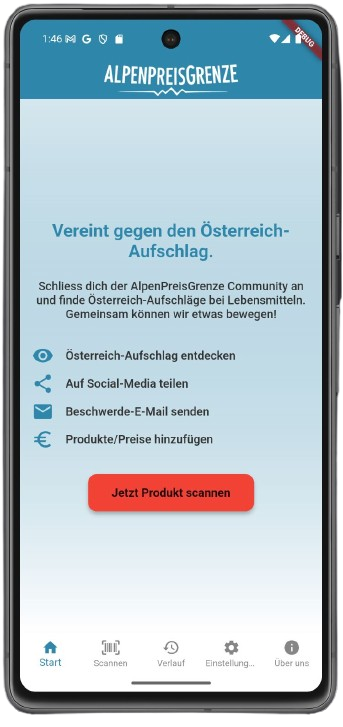 1:46
DEBUG
ALPENPREISGRENZE
Vereint gegen den Österreich-
Aufschlag.
Schliess dich der AlpenPreisGrenze Community an
und finde Österreich-Aufschläge bei Lebensmitteln.
Gemeinsam können wir etwas bewegen!
Österreich-Aufschlag entdecken
Auf Social-Media teilen
Beschwerde-E-Mail senden
Produkte/Preise hinzufügen
Jetzt Produkt scannen
Start
Scannen
Verlauf
Einstellung...
Über uns